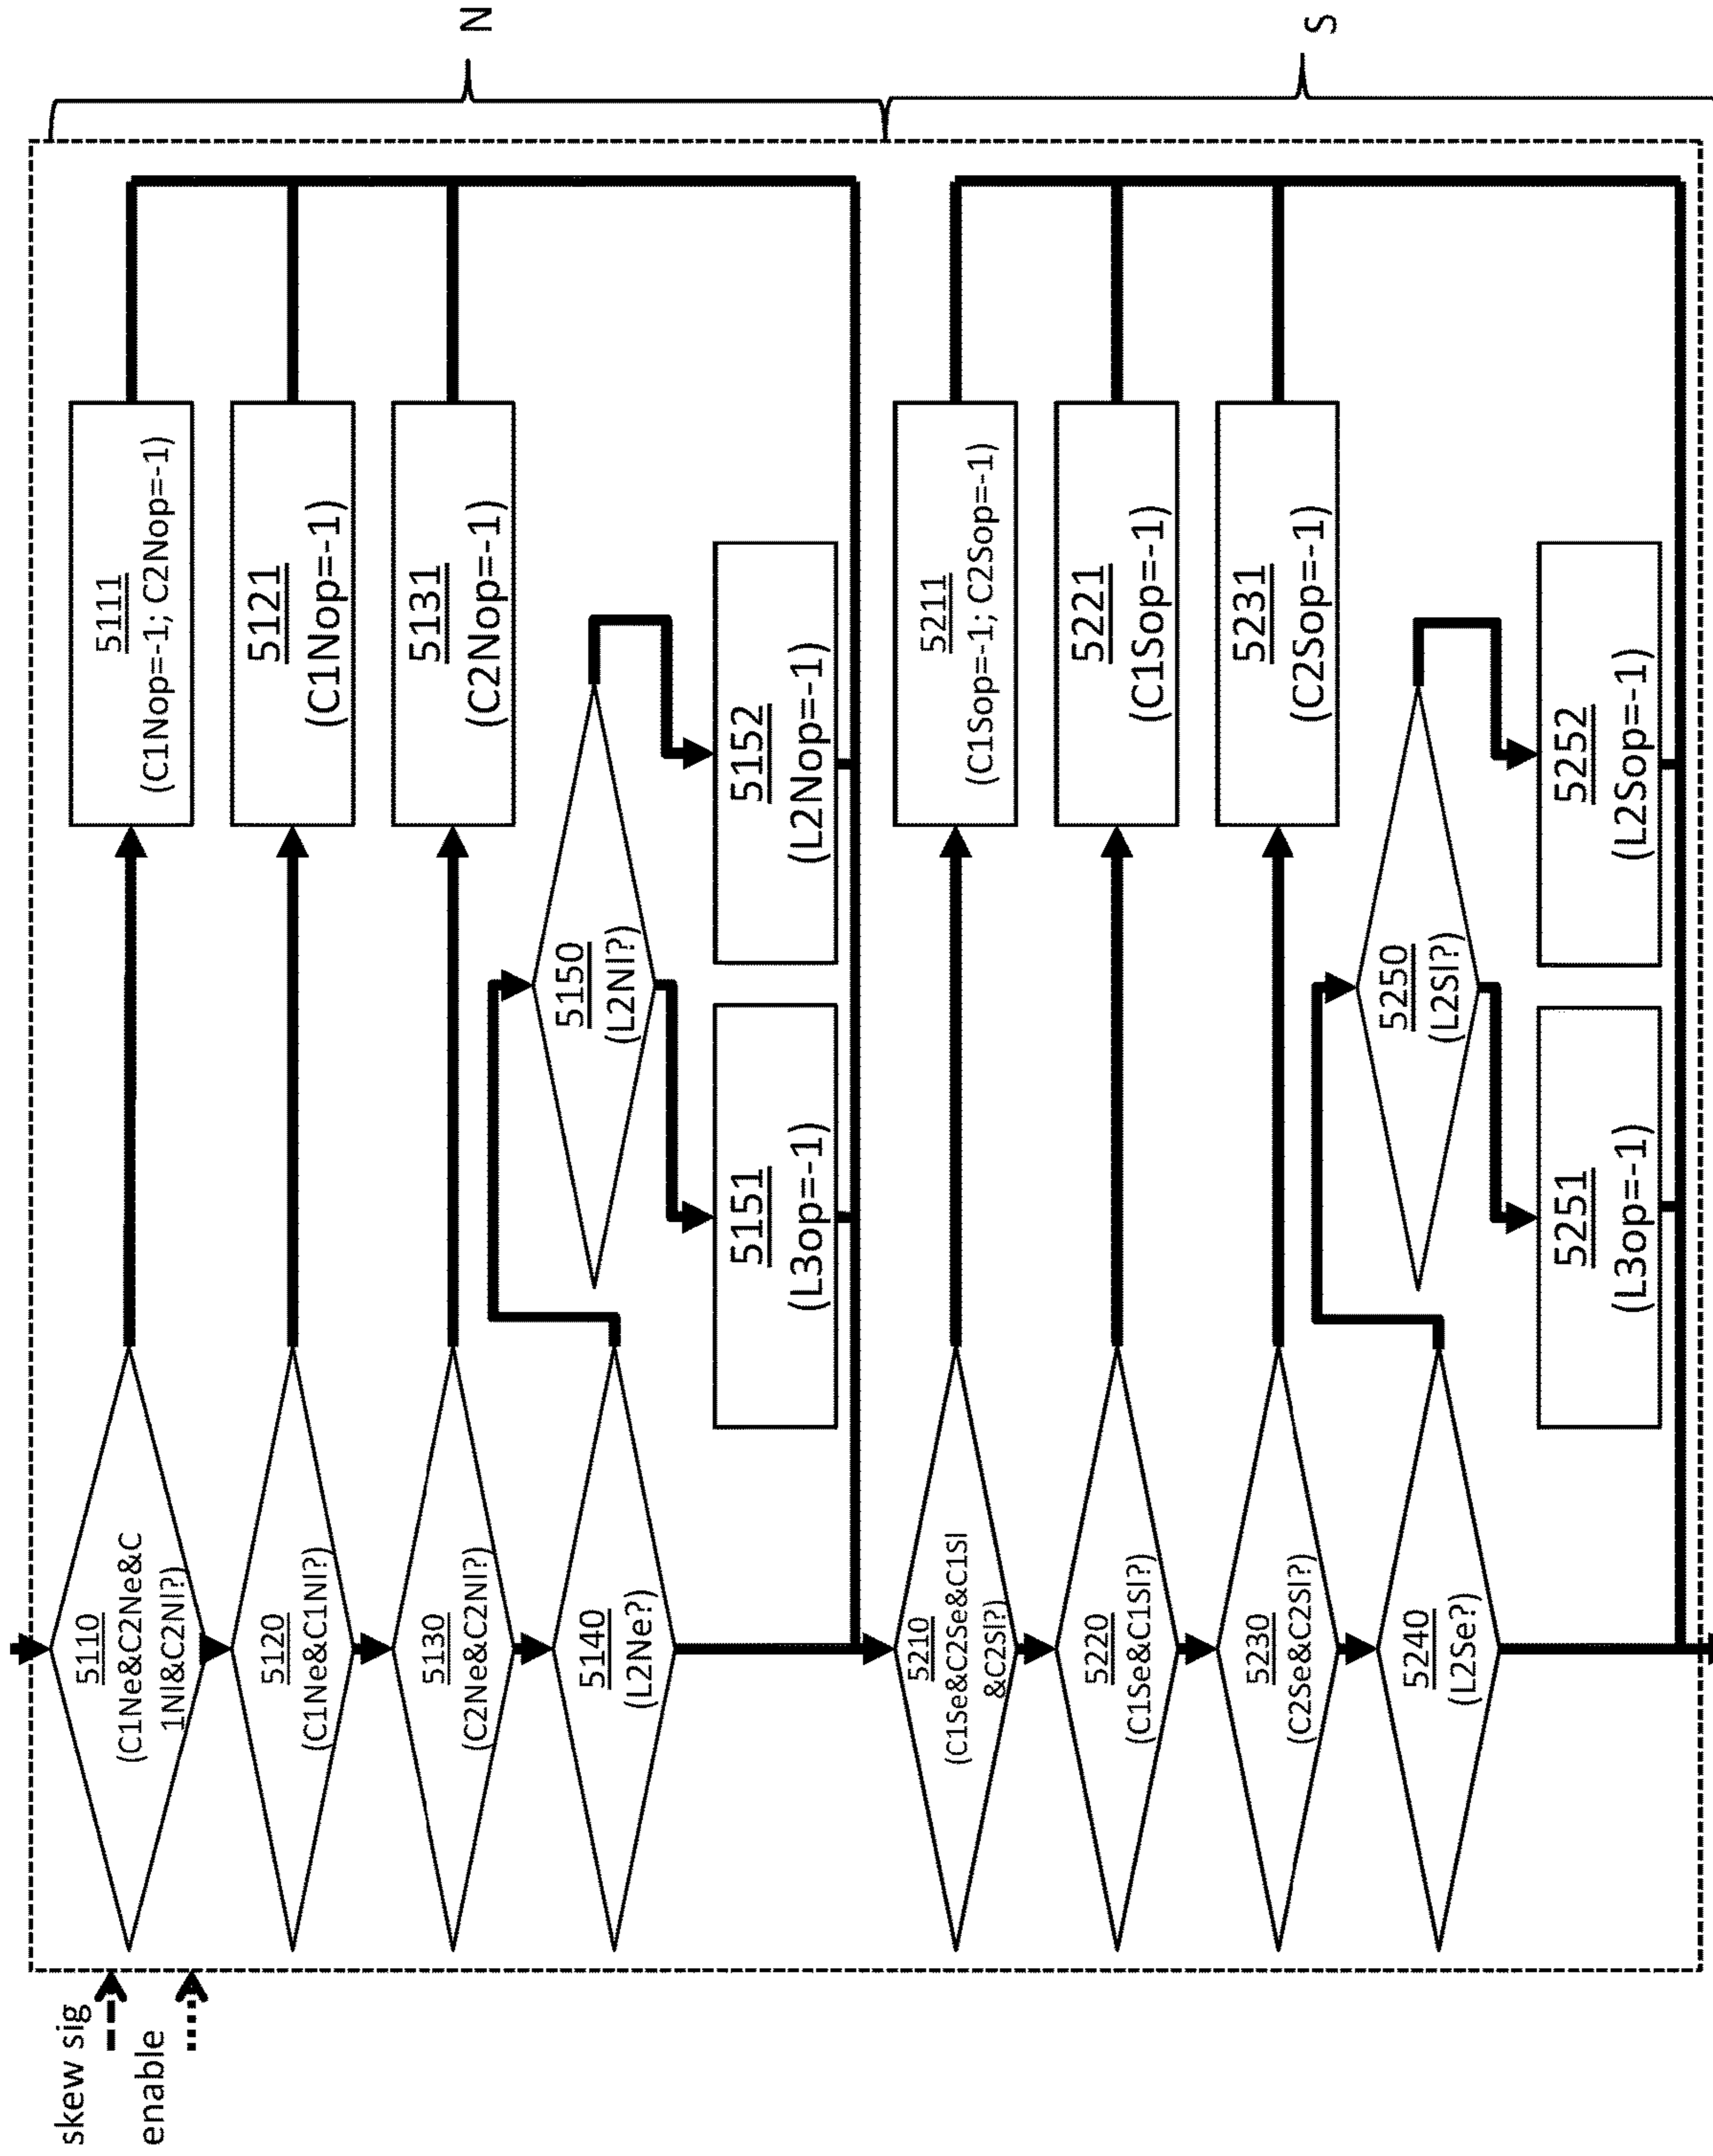 skew sig
enable
5110
(C1Ne&C2Ne&C
1Nl&C2Nl?)
5111
(C1Nop=-1; C2Nop=-1)
5120
(C1Ne&C1Nl?)
5121
(C1Nop=-1)
5130
(C2Ne&C2Nl?)
5131
(C2Nop=-1)
5140
(L2Ne?)
5150
(L2Nl?)
5151
(L3op=-1)
5152
(L2Nop=-1)
N
5210
(C1Se&C2Se&C1Sl
&C2Sl?)
5211
(C1Sop=-1; C2Sop=-1)
5220
(C1Se&C1Sl?)
5221
(C1Sop=-1)
5230
(C2Se&C2Sl?)
5231
(C2Sop=-1)
5240
(L2Se?)
5250
(L2Sl?)
5251
(L3op=-1)
5252
(L2Sop=-1)
S